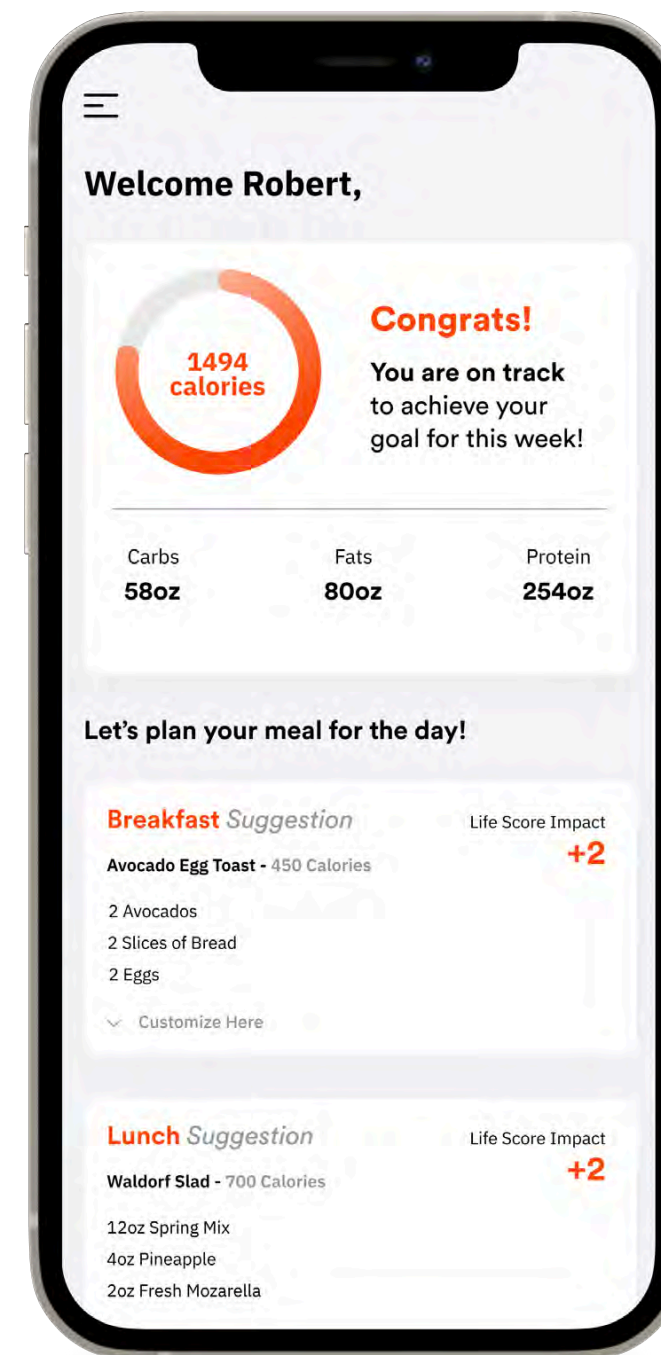 Welcome Robert,
1494
calories
Congrats!
You are on track
to achieve your
goal for this week!
Carbs
Fats
Protein
58oz
80oz
254oz
Let’s plan your meal for the day!
Breakfast Suggestion
Life Score Impact
+2
Avocado Egg Toast - 450 Calories
2 Avocados
2 Slices of Bread
2 Eggs
Customize Here
Lunch Suggestion
Life Score Impact
+2
Waldorf Slad - 700 Calories
12oz Spring Mix
4oz Pineapple
2oz Fresh Mozarella